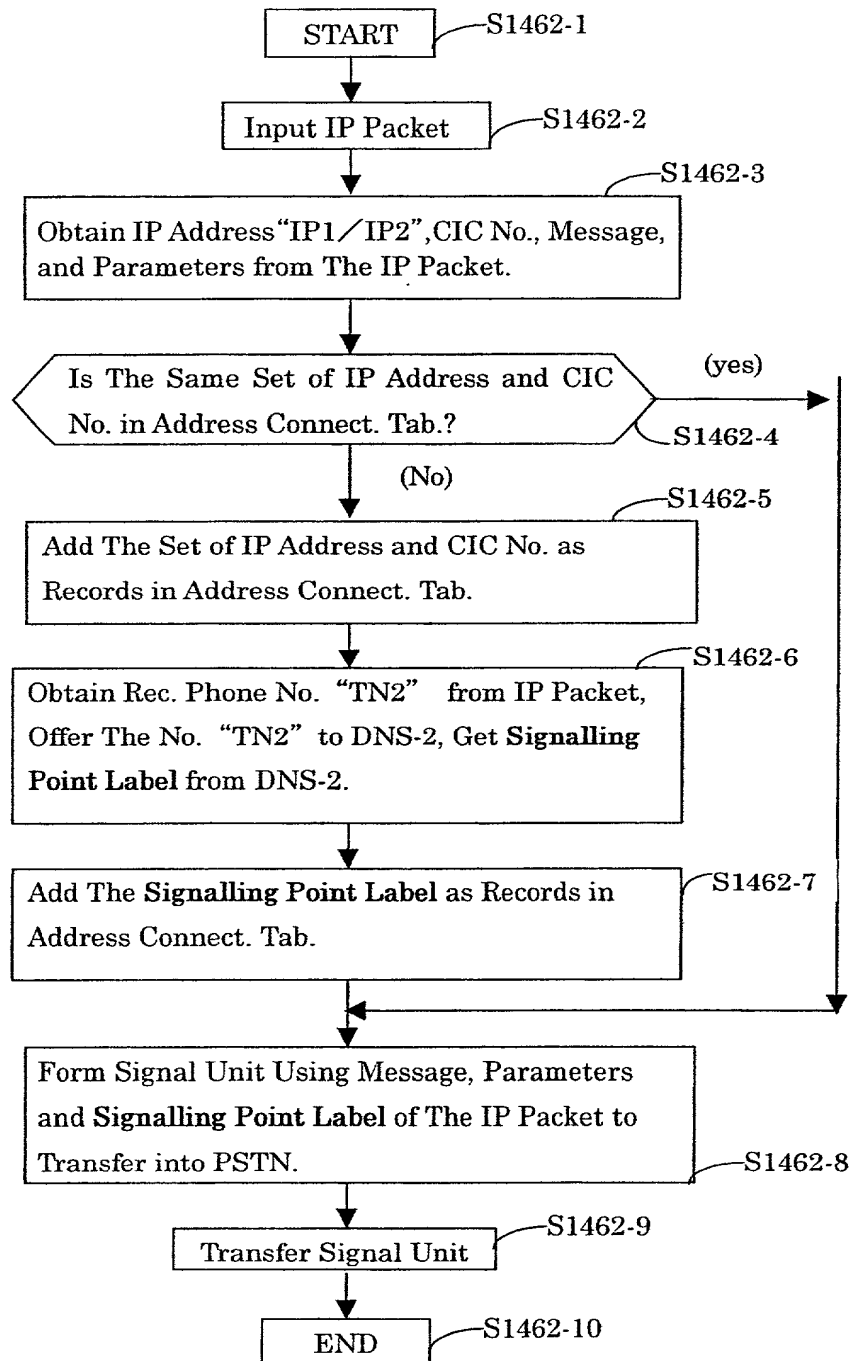 START
S1462-1
Input IP Packet
S1462-2
S1462-3
Obtain IP Address “IP1／IP2”,CIC No., Message,
and Parameters from The IP Packet.
Is The Same Set of IP Address and CIC
No. in Address Connect. Tab.?
(yes)
S1462-4
(No)
S1462-5
Add The Set of IP Address and CIC No. as
Records in Address Connect. Tab.
S1462-6
Obtain Rec. Phone No. “TN2” from IP Packet,
Offer The No. “TN2” to DNS-2, Get Signalling
Point Label from DNS-2.
S1462-7
Add The Signalling Point Label as Records in
Address Connect. Tab.
Form Signal Unit Using Message, Parameters
and Signalling Point Label of The IP Packet to
Transfer into PSTN.
S1462-8
S1462-9
Transfer Signal Unit
END
S1462-10